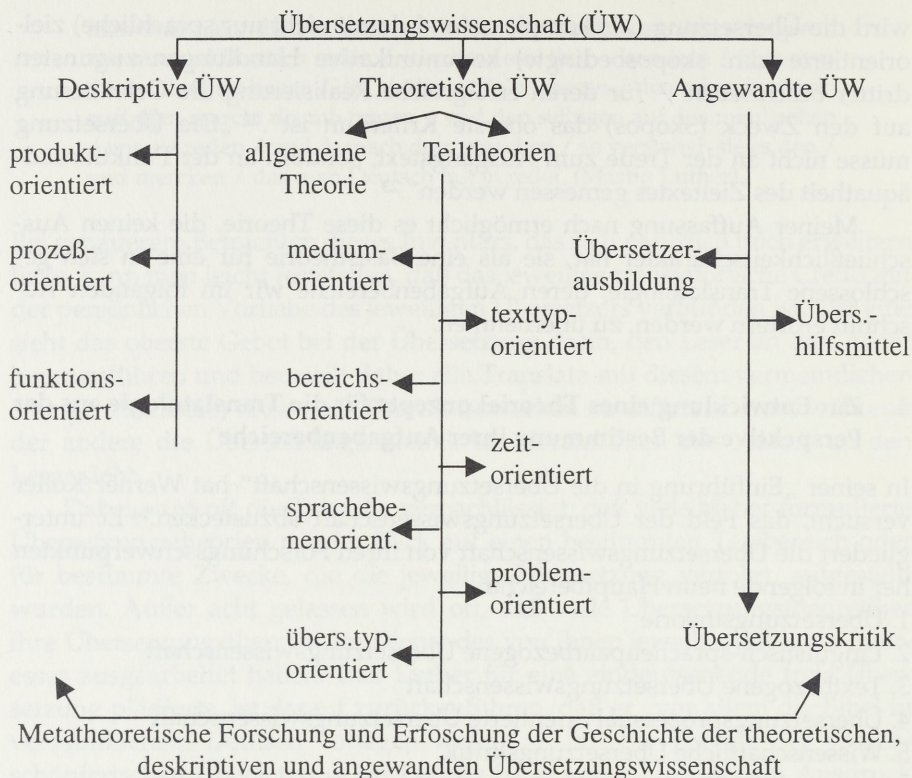 Übersetzungswissenschaft (ÜW)
Deskriptive ÜW
Theoretische ÜW
Angewandte ÜW
produkt-
orientiert
allgemeine
Theorie
Teiltheorien
prozeß-
orientiert
medium-
orientiert
Übersetzer-
ausbildung
texttyp-
orientiert
Übers.-
hilfsmittel
funktions-
orientiert
bereichs-
orientiert
zeit-
orientiert
sprachebe-
nenorient.
problem-
orientiert
übers.typ-
orientiert
Übersetzungskritik
Metatheoretische Forschung und Erfoschung der Geschichte der theoretischen,
deskriptiven und angewandten Übersetzungswissenschaft